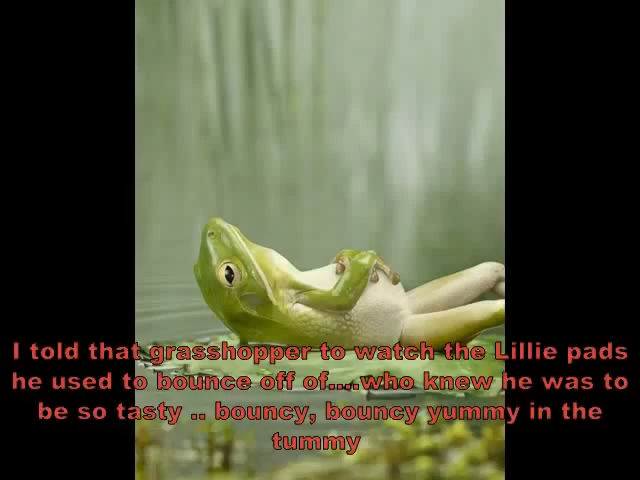 I told that grasshopper to watch the Lillie pads
he used to bounce off of....who knew he was to
be so tasty .. bouncy, bouncy yummy in the
tummy